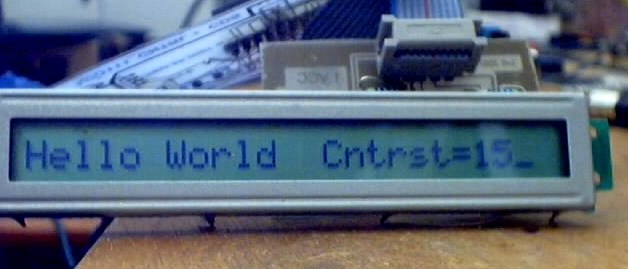 Hello World  Cntrst=15_